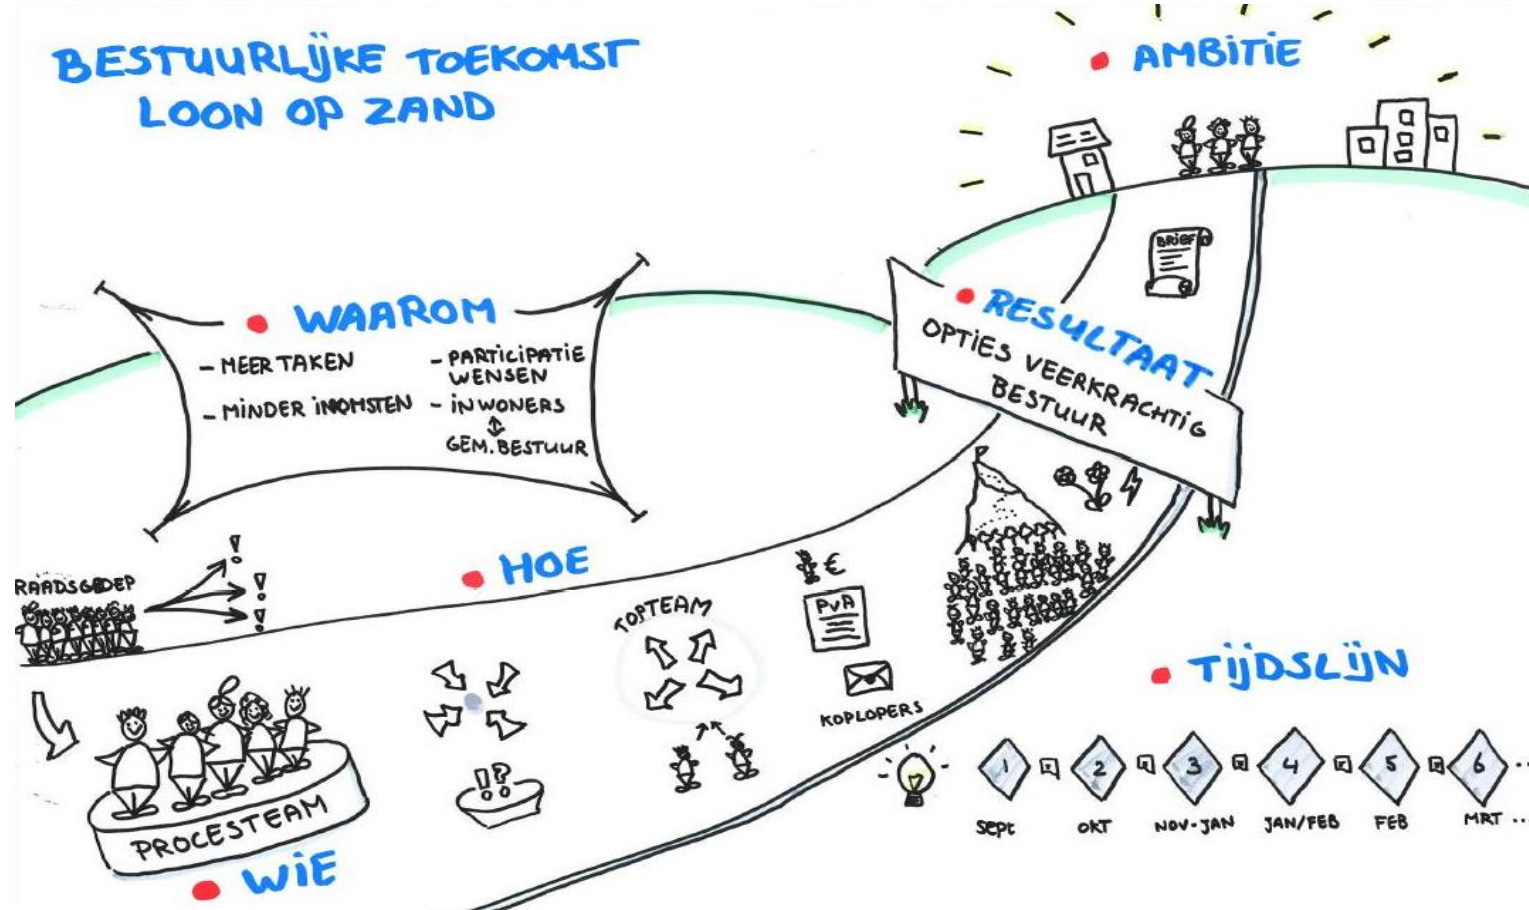 BESTUURLIJKE TOEKOMST
LOON OP ZAND
• AMBITIE
BRIEF
• WAAROM
- MEER TAKEN
- MINDER INKOMSTEN
- PARTICIPATIE
WENSEN
- INWONERS
↕
GEM. BESTUUR
• RESULTAAT
OPTIES VEERKRACHTIG
BESTUUR
RAADSGROEP
! ! !
• HOE
TOPTEAM
€
PVA
KOPLOPERS
!?
PROCESTEAM
• WIE
• TIJDSLIJN
1 2 3 4 5 6 ...
SEPT OKT NOV-JAN JAN/FEB FEB MRT ...